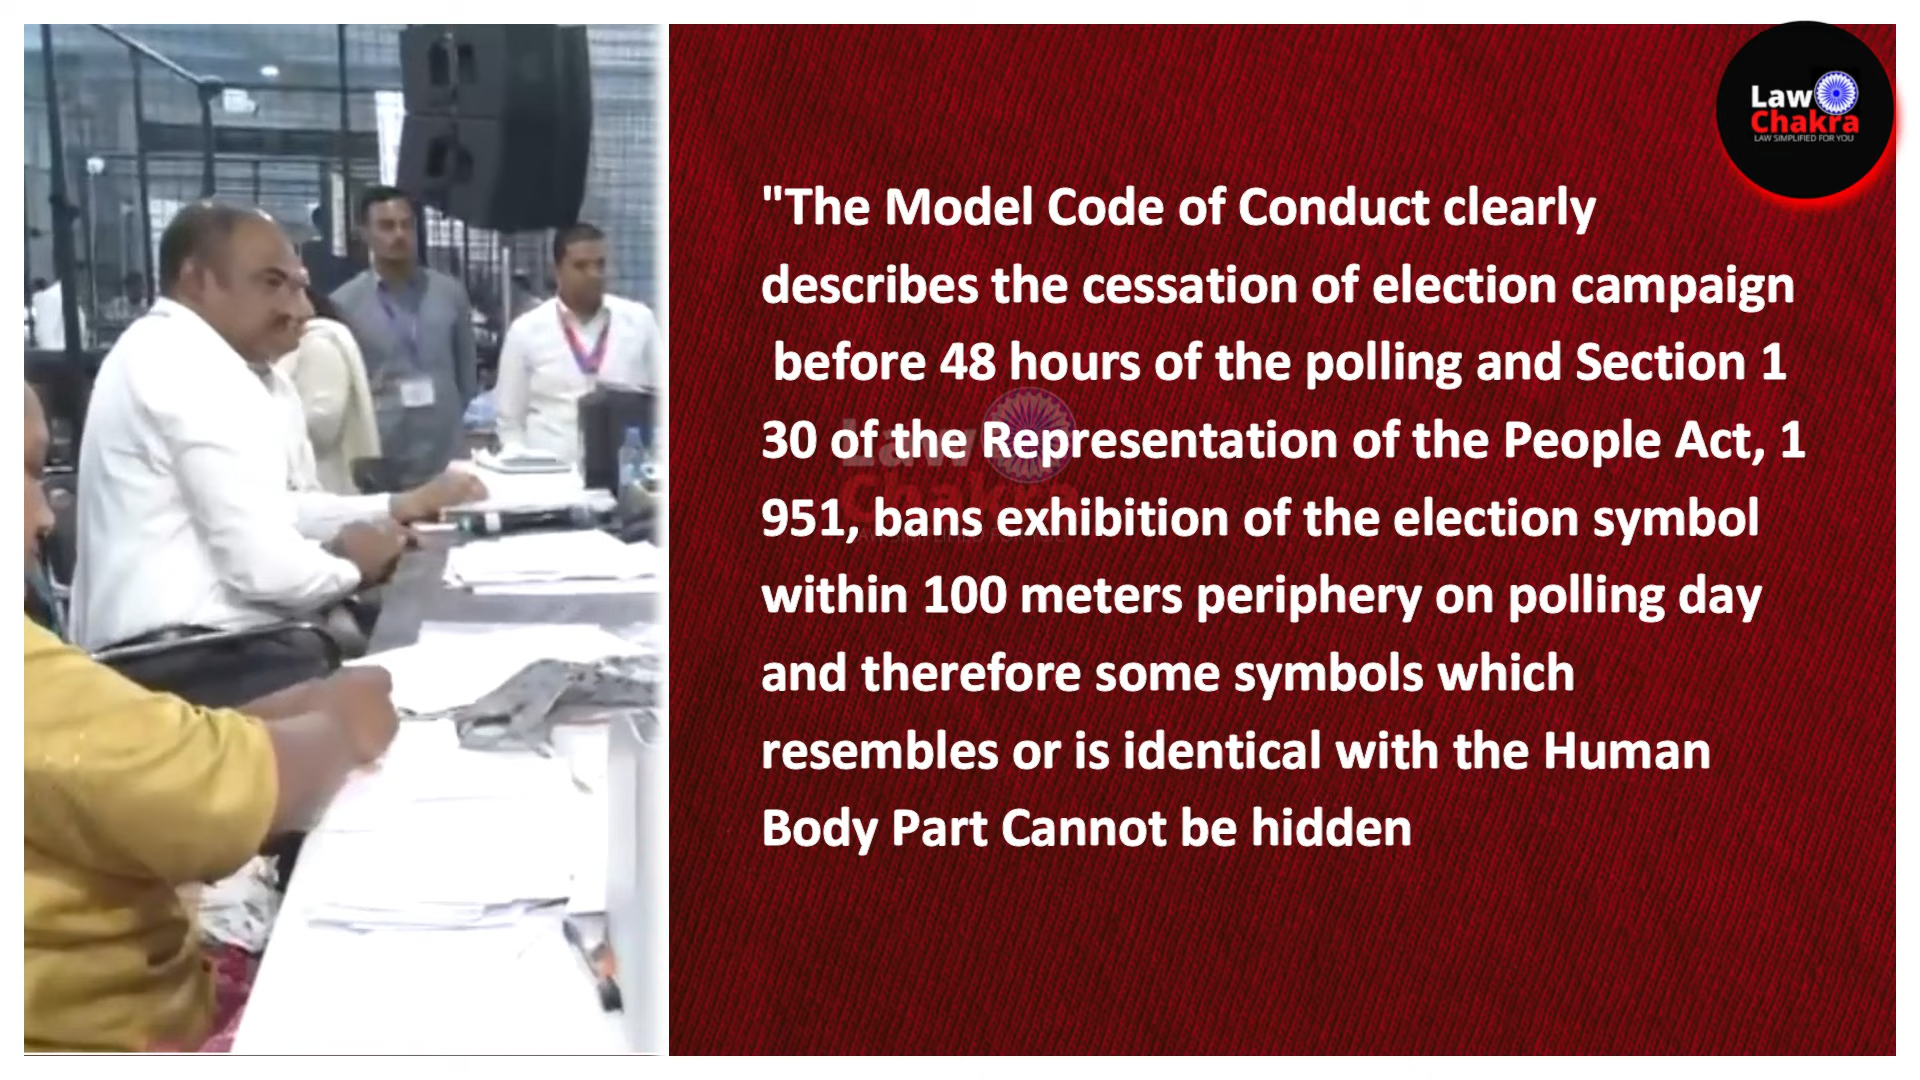 Law
Chakra
LAW SIMPLIFIED FOR YOU
"The Model Code of Conduct clearly
describes the cessation of election campaign
before 48 hours of the polling and Section 1
30 of the Representation of the People Act, 1
951, bans exhibition of the election symbol
within 100 meters periphery on polling day
and therefore some symbols which
resembles or is identical with the Human
Body Part Cannot be hidden
Law
Chakra